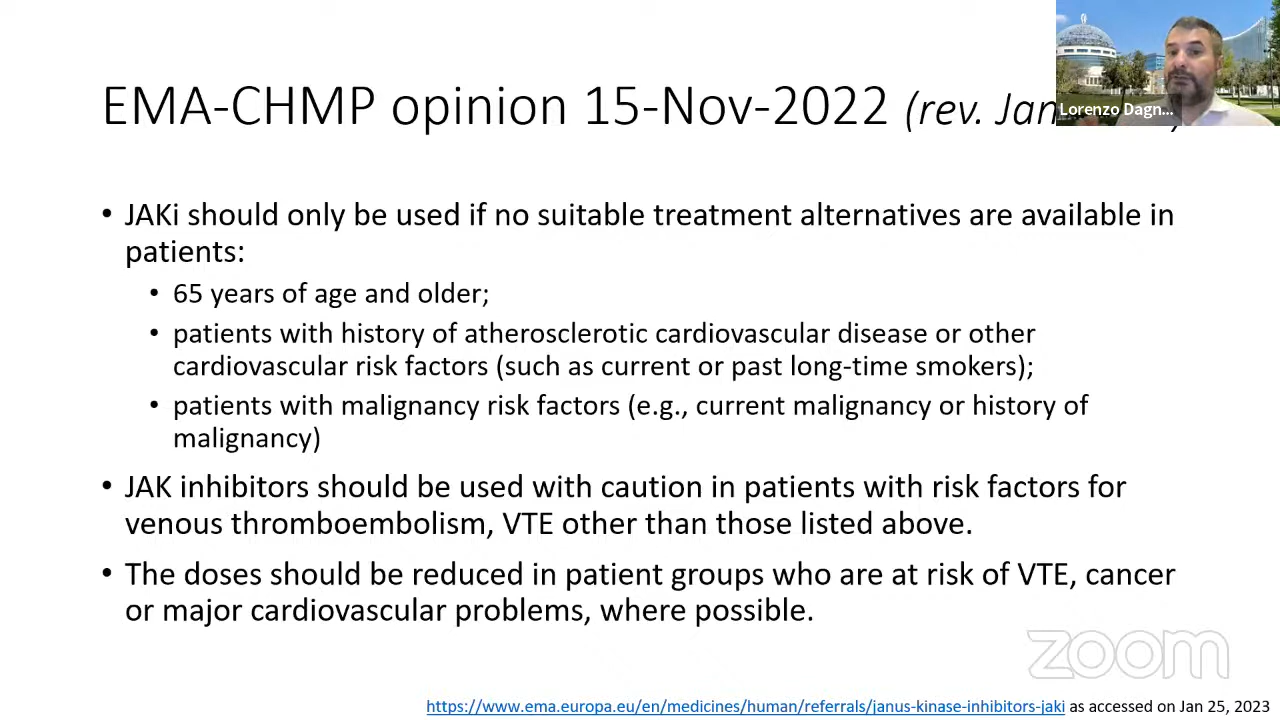 EMA-CHMP opinion 15-Nov-2022 (rev. Jan
Lorenzo Dagn...
• JAKi should only be used if no suitable treatment alternatives are available in
patients:
• 65 years of age and older;
• patients with history of atherosclerotic cardiovascular disease or other
cardiovascular risk factors (such as current or past long-time smokers);
• patients with malignancy risk factors (e.g., current malignancy or history of
malignancy)
• JAK inhibitors should be used with caution in patients with risk factors for
venous thromboembolism, VTE other than those listed above.
• The doses should be reduced in patient groups who are at risk of VTE, cancer
or major cardiovascular problems, where possible.
zoom
https://www.ema.europa.eu/en/medicines/human/referrals/janus-kinase-inhibitors-jaki as accessed on Jan 25, 2023